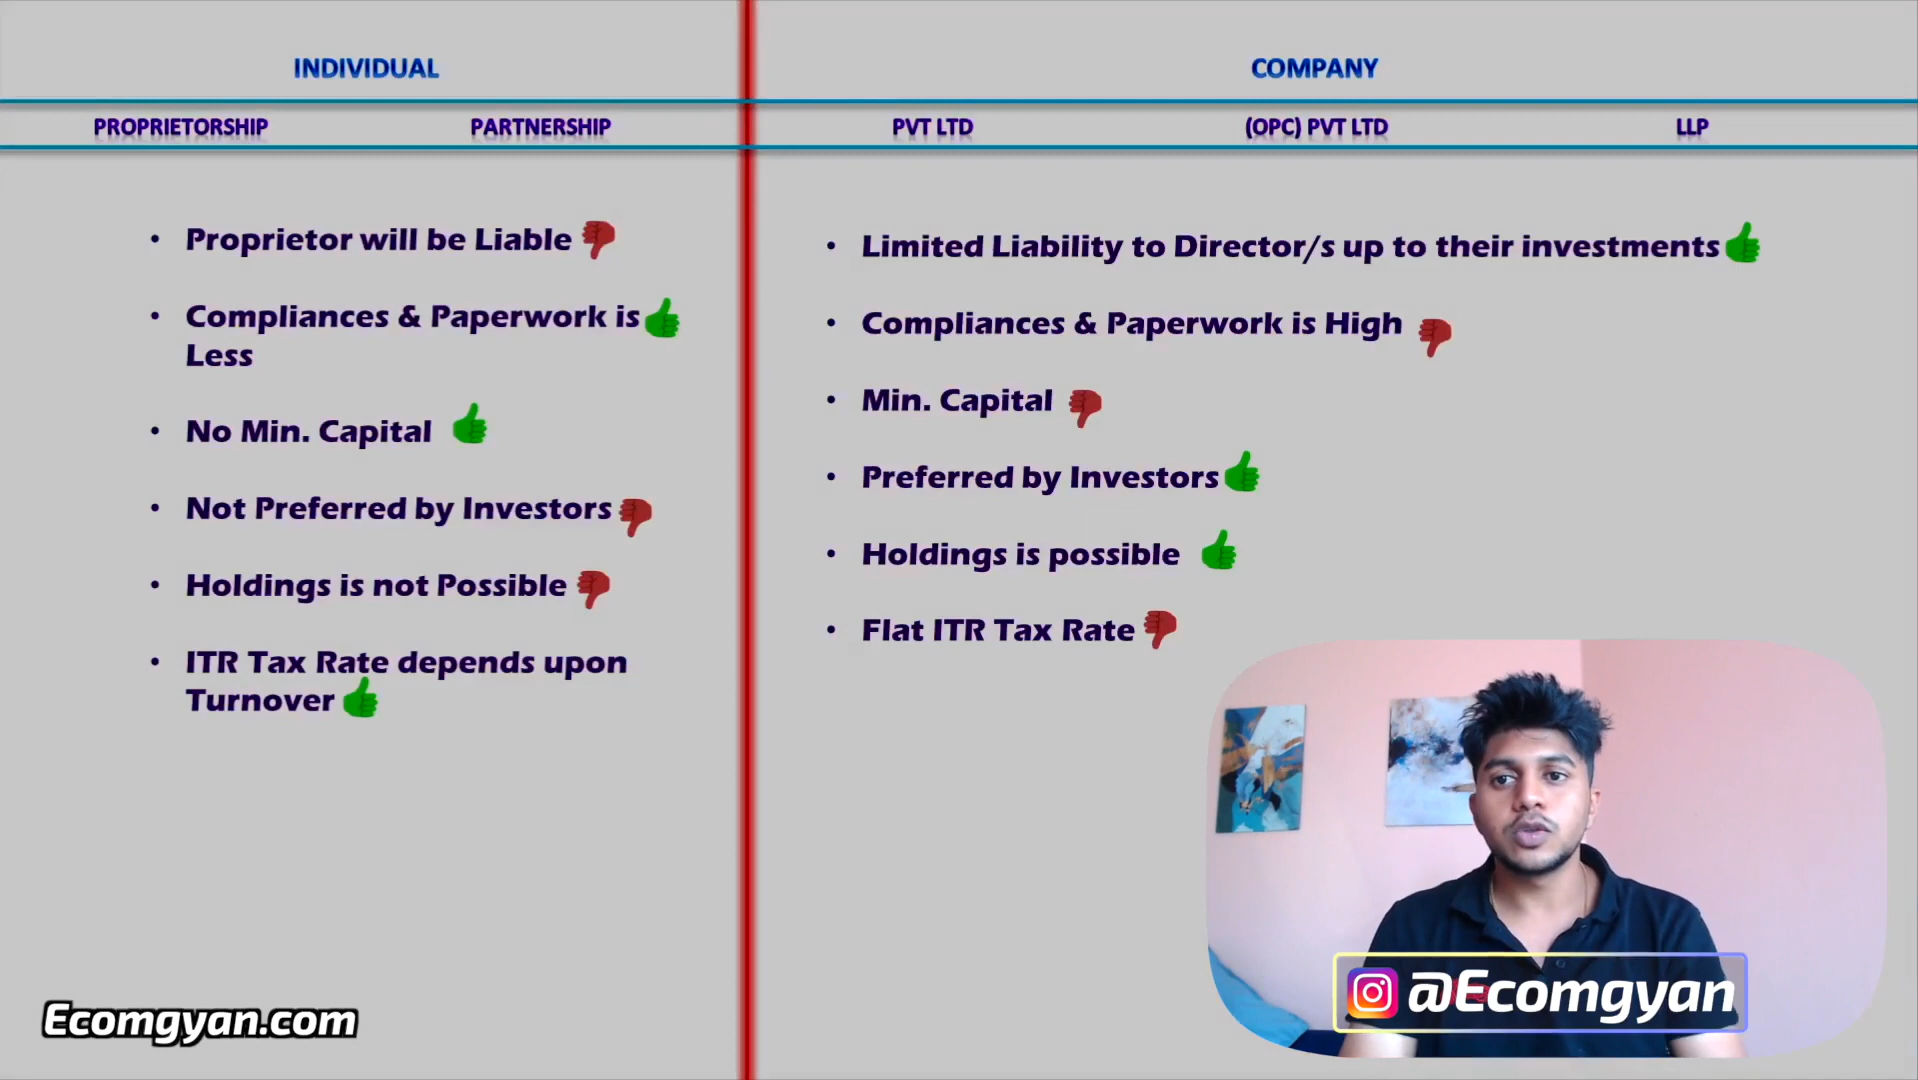 INDIVIDUAL
COMPANY
PROPRIETORSHIP
PARTNERSHIP
PVT LTD
(OPC) PVT LTD
LLP
• Proprietor will be Liable
• Compliances & Paperwork is
Less
• No Min. Capital
• Not Preferred by Investors
• Holdings is not Possible
• ITR Tax Rate depends upon
Turnover
• Limited Liability to Director/s up to their investments
• Compliances & Paperwork is High
• Min. Capital
• Preferred by Investors
• Holdings is possible
• Flat ITR Tax Rate
@Ecomgyan
Ecomgyan.com